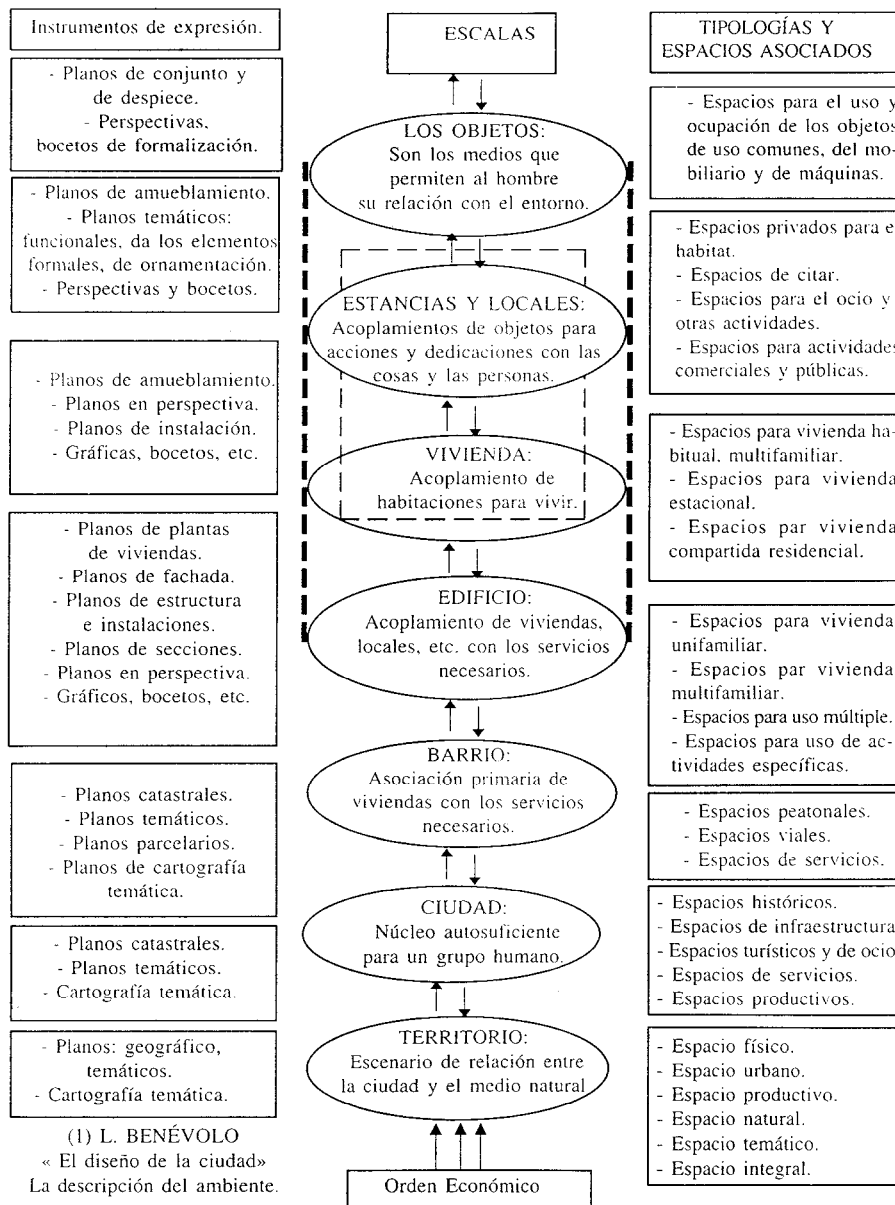 Instrumentos de expresión.
- Planos de conjunto y
de despiece.
- Perspectivas,
bocetos de formalización.
- Planos de amueblamiento.
- Planos temáticos:
funcionales, da los elementos
formales, de ornamentación.
- Perspectivas y bocetos.
- Planos de amueblamiento.
- Planos en perspectiva.
- Planos de instalación.
- Gráficas, bocetos, etc.
- Planos de plantas
de viviendas.
- Planos de fachada.
- Planos de estructura
e instalaciones.
- Planos de secciones.
- Planos en perspectiva.
- Gráficos, bocetos, etc.
- Planos catastrales.
- Planos temáticos.
- Planos parcelarios.
- Planos de cartografía
temática.
- Planos catastrales.
- Planos temáticos.
- Cartografía temática.
- Planos: geográfico,
temáticos.
- Cartografía temática.
(1) L. BENÉVOLO
« El diseño de la ciudad»
La descripción del ambiente.
ESCALAS
LOS OBJETOS:
Son los medios que
permiten al hombre
su relación con el entorno.
ESTANCIAS Y LOCALES:
Acoplamientos de objetos para
acciones y dedicaciones con las
cosas y las personas.
VIVIENDA:
Acoplamiento de
habitaciones para vivir.
EDIFICIO:
Acoplamiento de viviendas,
locales, etc. con los servicios
necesarios.
BARRIO:
Asociación primaria de
viviendas con los servicios
necesarios.
CIUDAD:
Núcleo autosuficiente
para un grupo humano.
TERRITORIO:
Escenario de relación entre
la ciudad y el medio natural
Orden Económico
TIPOLOGÍAS Y
ESPACIOS ASOCIADOS
- Espacios para el uso y
ocupación de los objetos
de uso comunes, del mo-
biliario y de máquinas.
- Espacios privados para e
habitat.
- Espacios de citar.
- Espacios para el ocio y
otras actividades.
- Espacios para actividades
comerciales y públicas.
- Espacios para vivienda ha-
bitual, multifamiliar.
- Espacios para vivienda
estacional.
- Espacios par vivienda
compartida residencial.
- Espacios para vivienda
unifamiliar.
- Espacios par vivienda
multifamiliar.
- Espacios para uso múltiple.
- Espacios para uso de ac-
tividades específicas.
- Espacios peatonales.
- Espacios viales.
- Espacios de servicios.
- Espacios históricos.
- Espacios de infraestructura
- Espacios turísticos y de ocio
- Espacios de servicios.
- Espacios productivos.
- Espacio físico.
- Espacio urbano.
- Espacio productivo.
- Espacio natural.
- Espacio temático.
- Espacio integral.